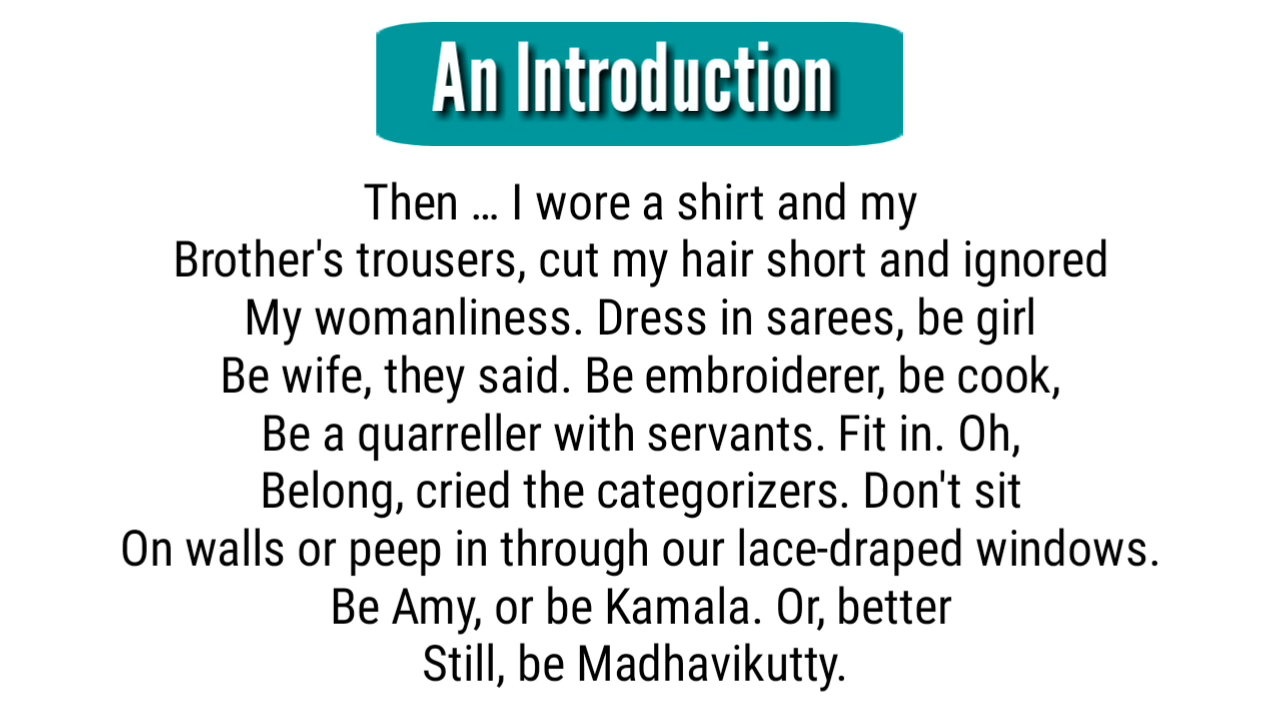 An Introduction
Then ... I wore a shirt and my
Brother's trousers, cut my hair short and ignored
My womanliness. Dress in sarees, be girl
Be wife, they said. Be embroiderer, be cook,
Be a quarreller with servants. Fit in. Oh,
Belong, cried the categorizers. Don't sit
On walls or peep in through our lace-draped windows.
Be Amy, or be Kamala. Or, better
Still, be Madhavikutty.